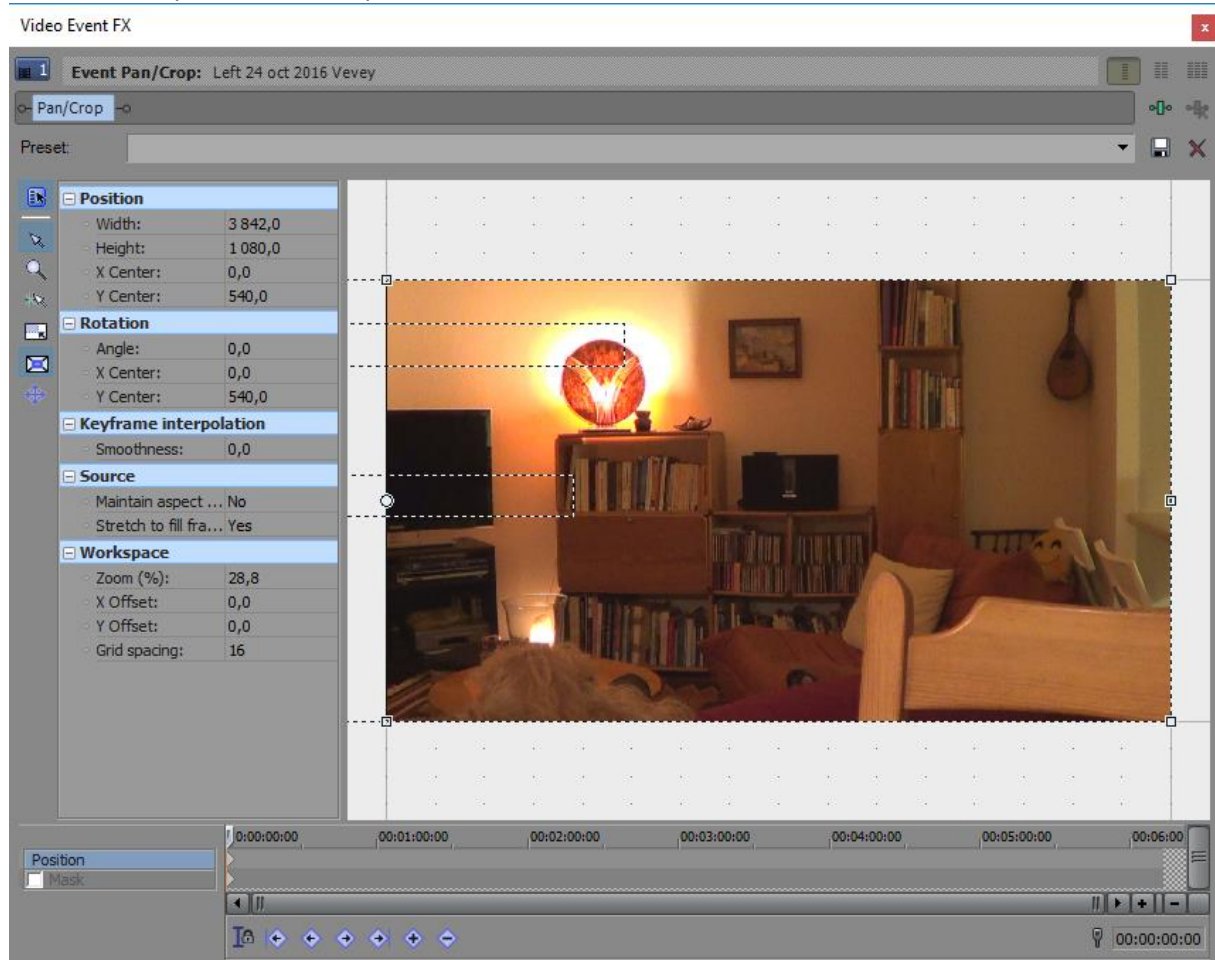 Video Event FX
x
1 Event Pan/Crop: Left 24 oct 2016 Vevey
Pan/Crop
Preset:
Position
Width: 3 842,0
Height: 1 080,0
X Center: 0,0
Y Center: 540,0
Rotation
Angle: 0,0
X Center: 0,0
Y Center: 540,0
Keyframe interpolation
Smoothness: 0,0
Source
Maintain aspect ... No
Stretch to fill fra... Yes
Workspace
Zoom (%): 28,8
X Offset: 0,0
Y Offset: 0,0
Grid spacing: 16
0:00:00:00 00:01:00:00 00:02:00:00 00:03:00:00 00:04:00:00 00:05:00:00 00:06:00
Position
Mask
00:00:00:00